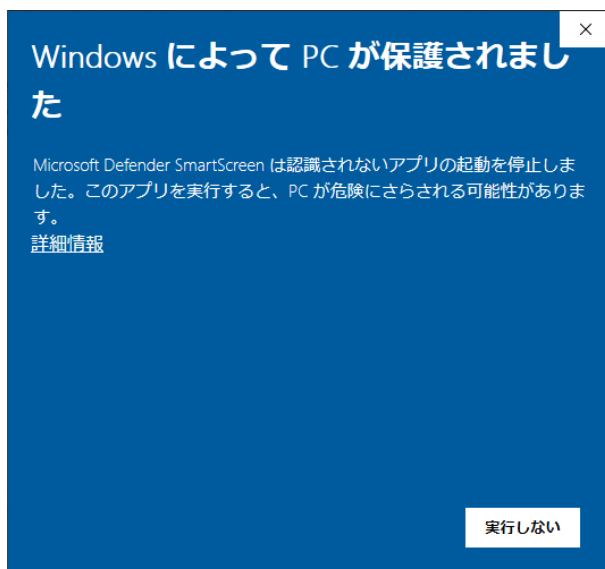 Windows によって PC が保護されまし
た
Microsoft Defender SmartScreen は認識されないアプリの起動を停止しま
した。このアプリを実行すると、PC が危険にさらされる可能性がありま
す。
詳細情報
実行しない